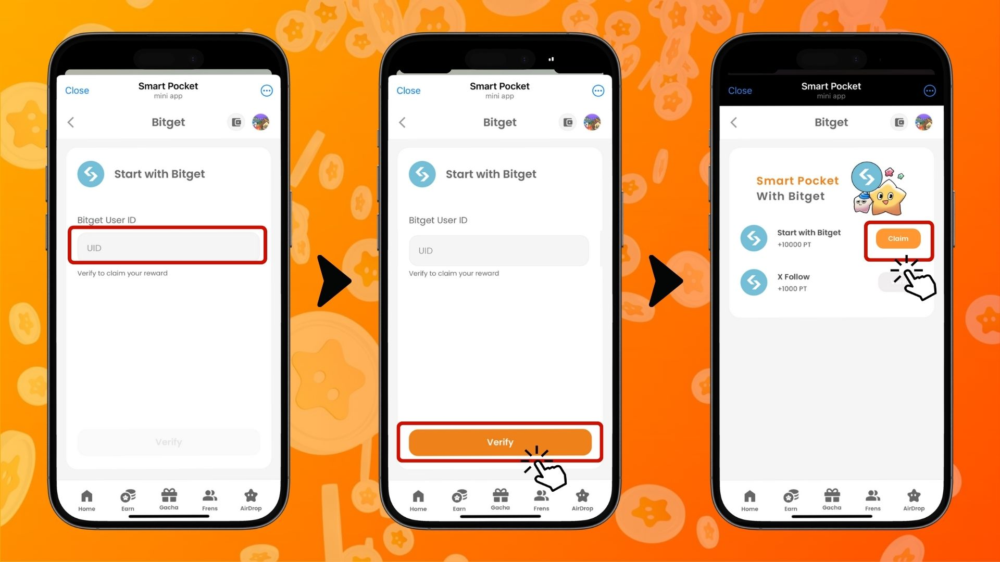 Close
Smart Pocket
mini app
Bitget
Start with Bitget
Bitget User ID
UID
Verify to claim your reward
Verify
Home
Earn
Gacha
Frens
AirDrop
Close
Smart Pocket
mini app
Bitget
Start with Bitget
Bitget User ID
UID
Verify to claim your reward
Verify
Home
Earn
Gacha
Frens
AirDrop
Close
Smart Pocket
mini app
Bitget
Smart Pocket
With Bitget
Start with Bitget
+10000 PT
Claim
X Follow
+1000 PT
Home
Earn
Gacha
Frens
AirDrop